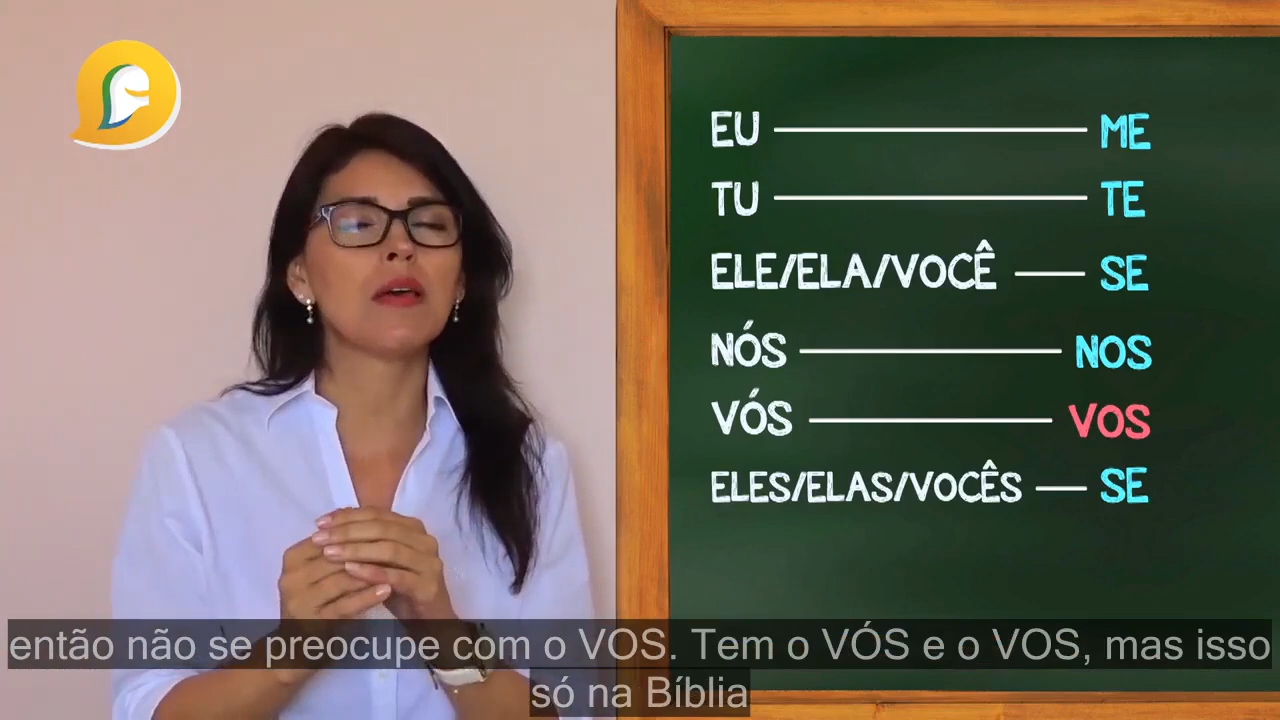 EU ME
TU TE
ELE/ELA/VOCÊ SE
NÓS NOS
VÓS VOS
ELES/ELAS/VOCÊS SE
então não se preocupe com o VOS. Tem o VÓS e o VOS, mas isso
só na Bíblia